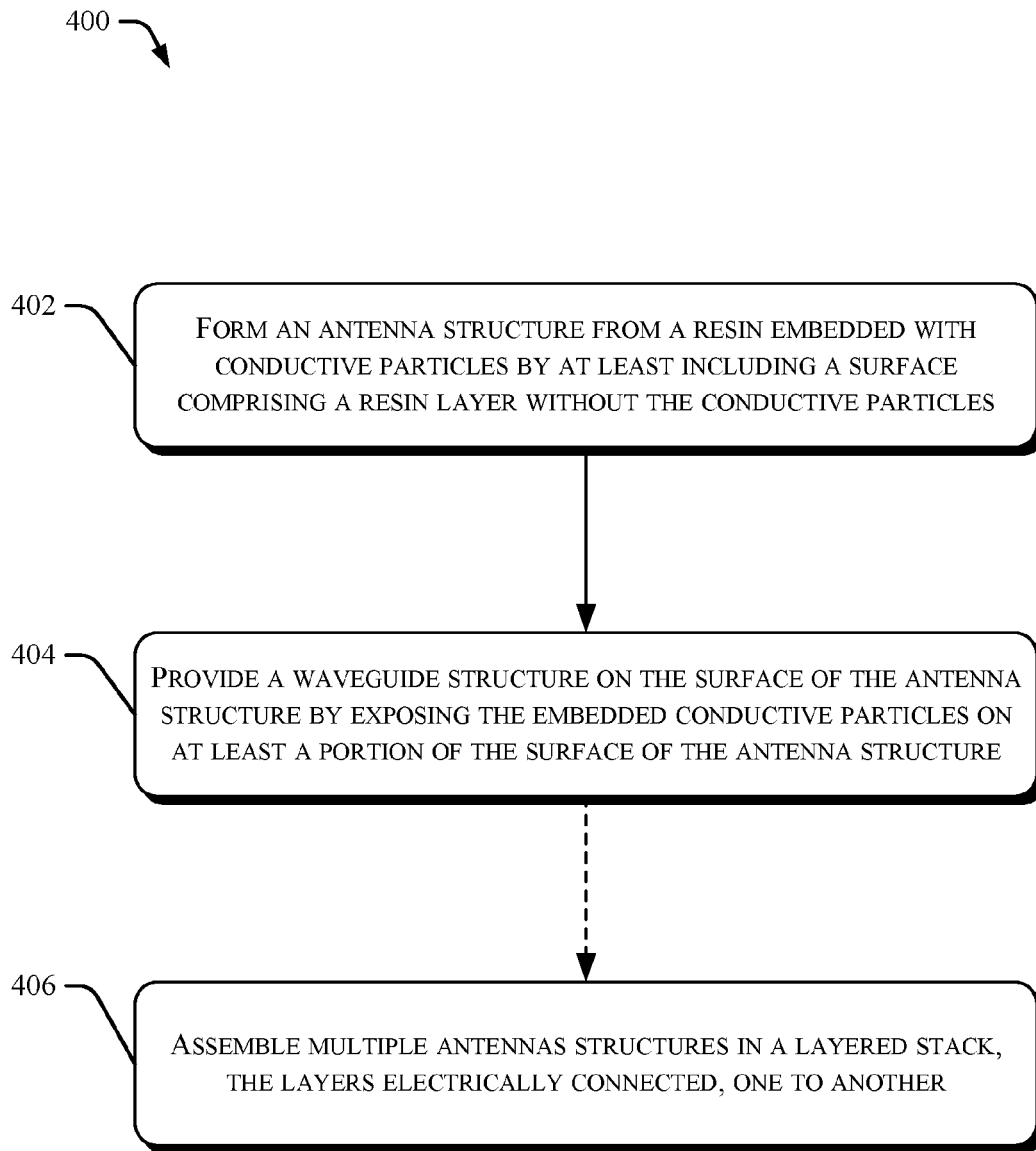 400
402
FORM AN ANTENNA STRUCTURE FROM A RESIN EMBEDDED WITH
CONDUCTIVE PARTICLES BY AT LEAST INCLUDING A SURFACE
COMPRISING A RESIN LAYER WITHOUT THE CONDUCTIVE PARTICLES
404
PROVIDE A WAVEGUIDE STRUCTURE ON THE SURFACE OF THE ANTENNA
STRUCTURE BY EXPOSING THE EMBEDDED CONDUCTIVE PARTICLES ON
AT LEAST A PORTION OF THE SURFACE OF THE ANTENNA STRUCTURE
406
ASSEMBLE MULTIPLE ANTENNAS STRUCTURES IN A LAYERED STACK,
THE LAYERS ELECTRICALLY CONNECTED, ONE TO ANOTHER